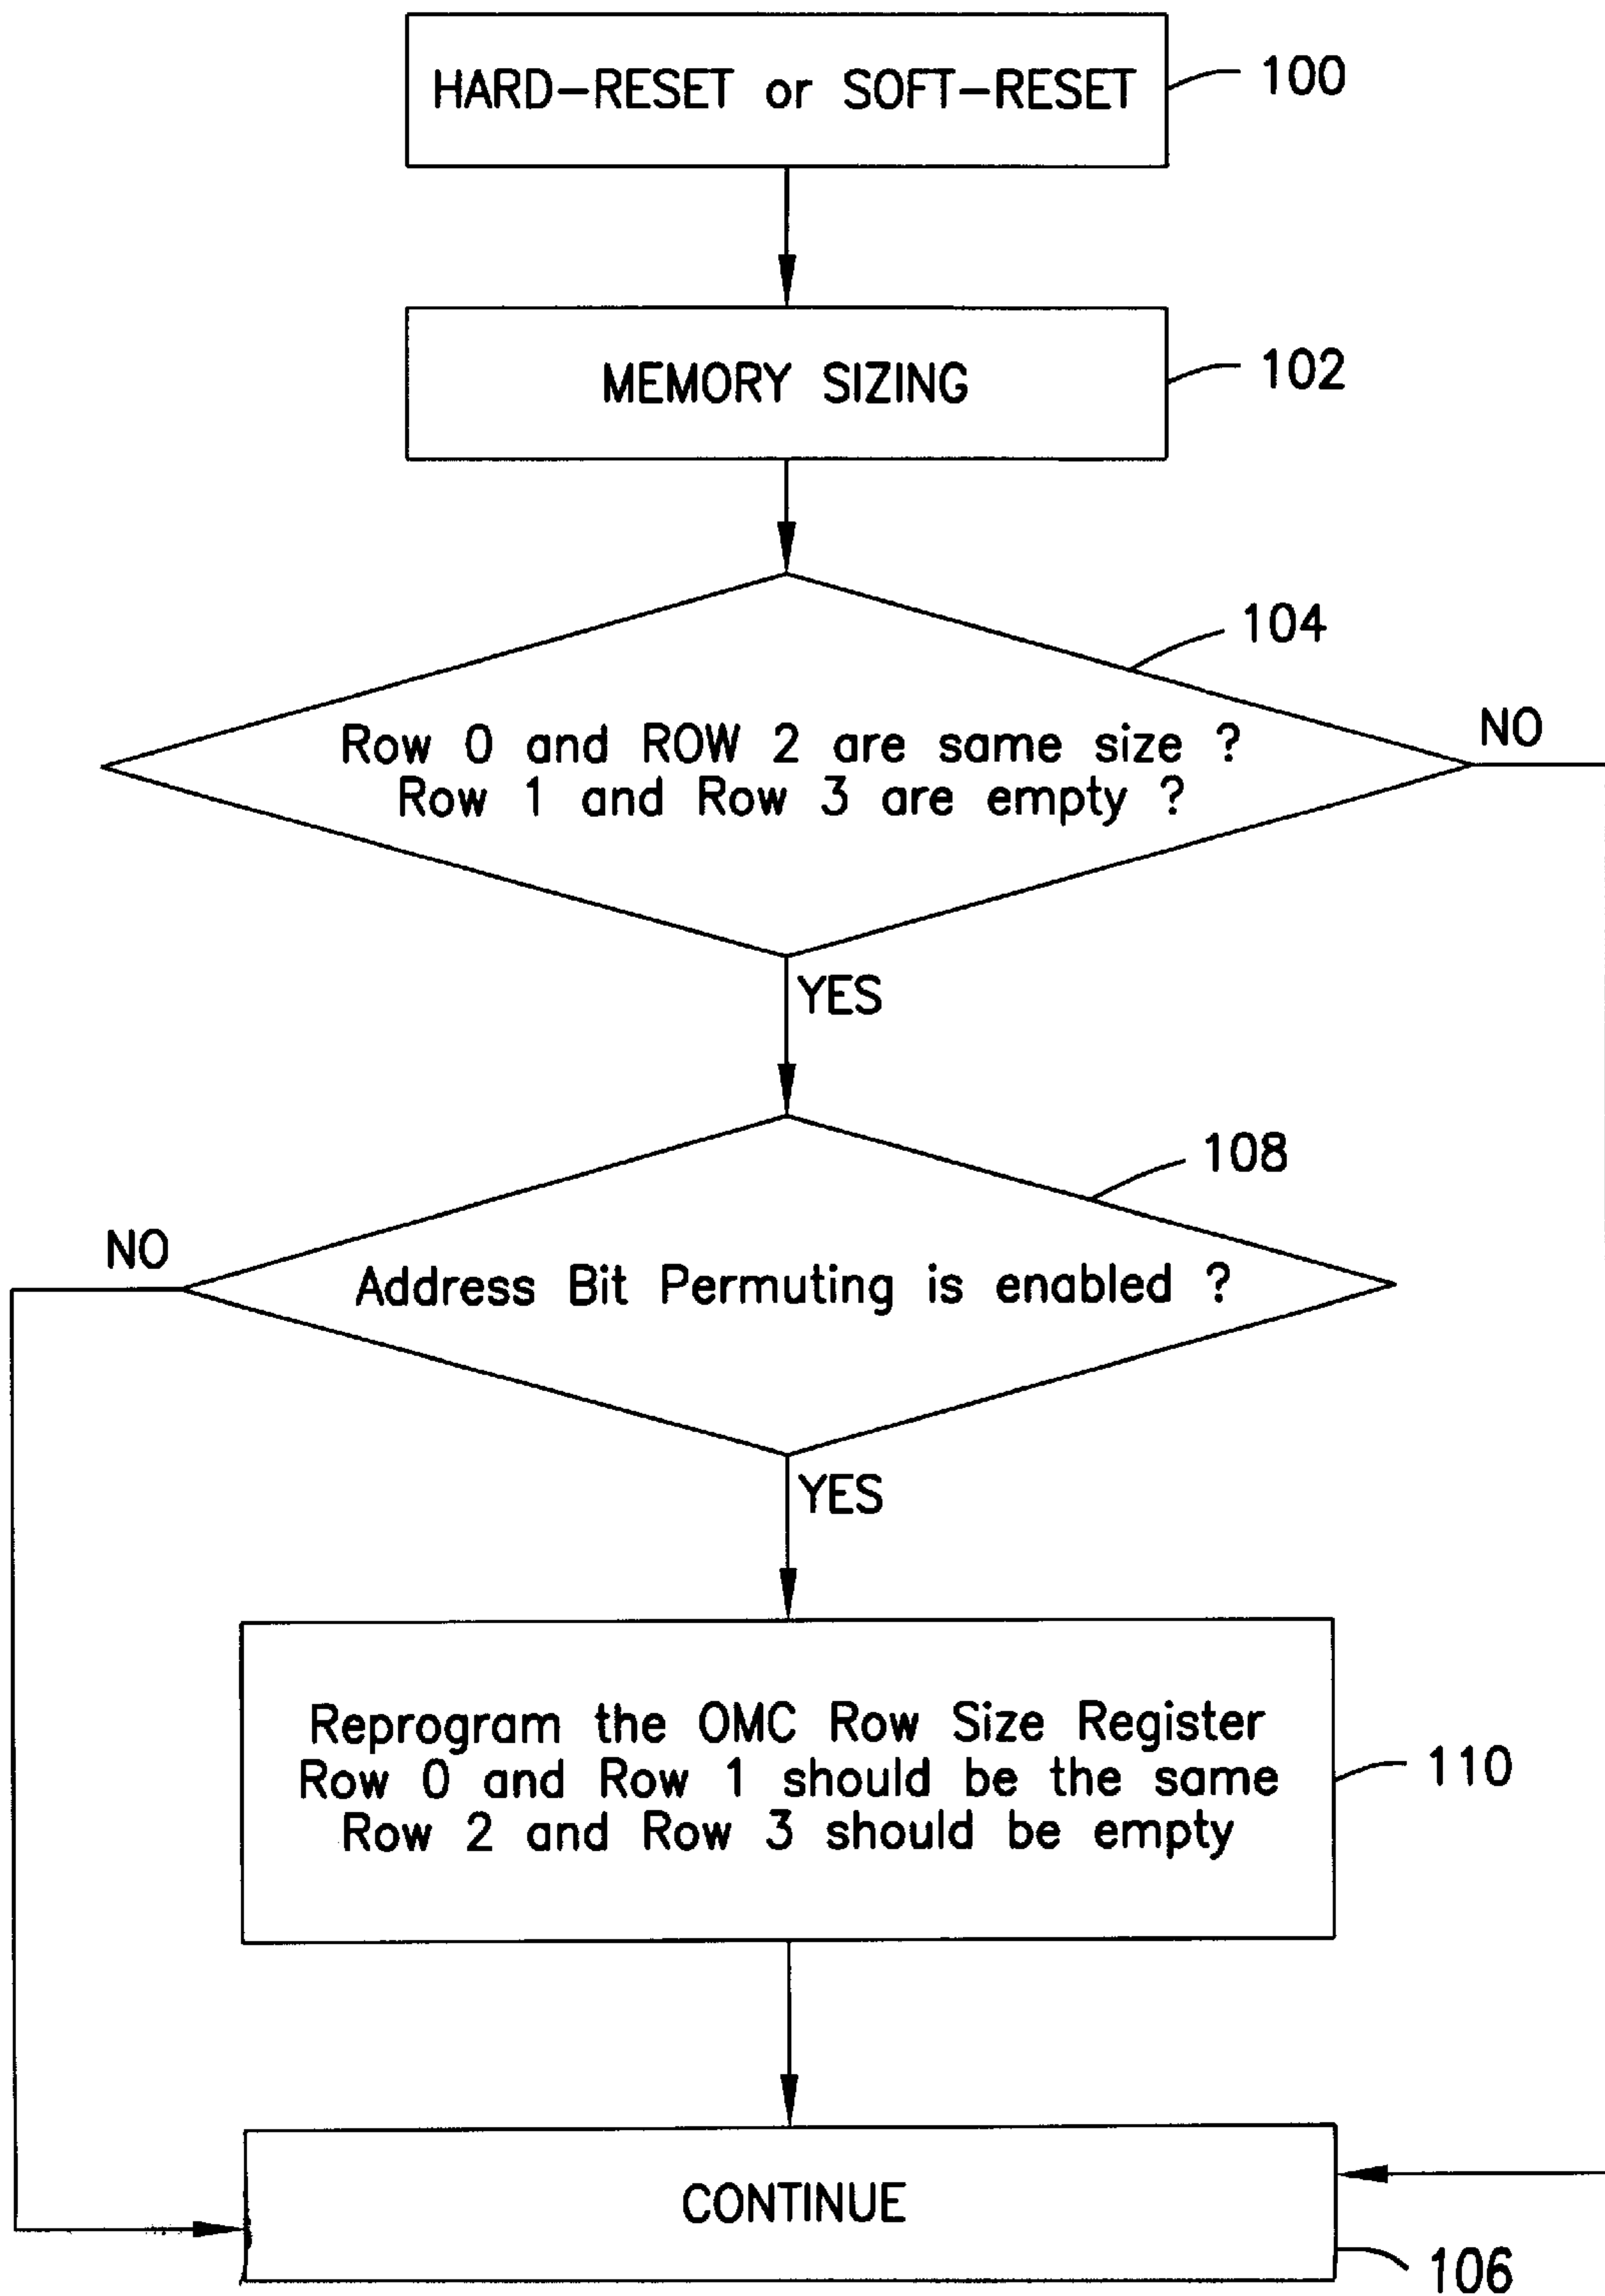 HARD-RESET or SOFT-RESET
100
MEMORY SIZING
102
104
Row 0 and ROW 2 are same size ?
Row 1 and Row 3 are empty ?
NO
YES
108
NO
Address Bit Permuting is enabled ?
YES
Reprogram the OMC Row Size Register
Row 0 and Row 1 should be the same
Row 2 and Row 3 should be empty
110
CONTINUE
106